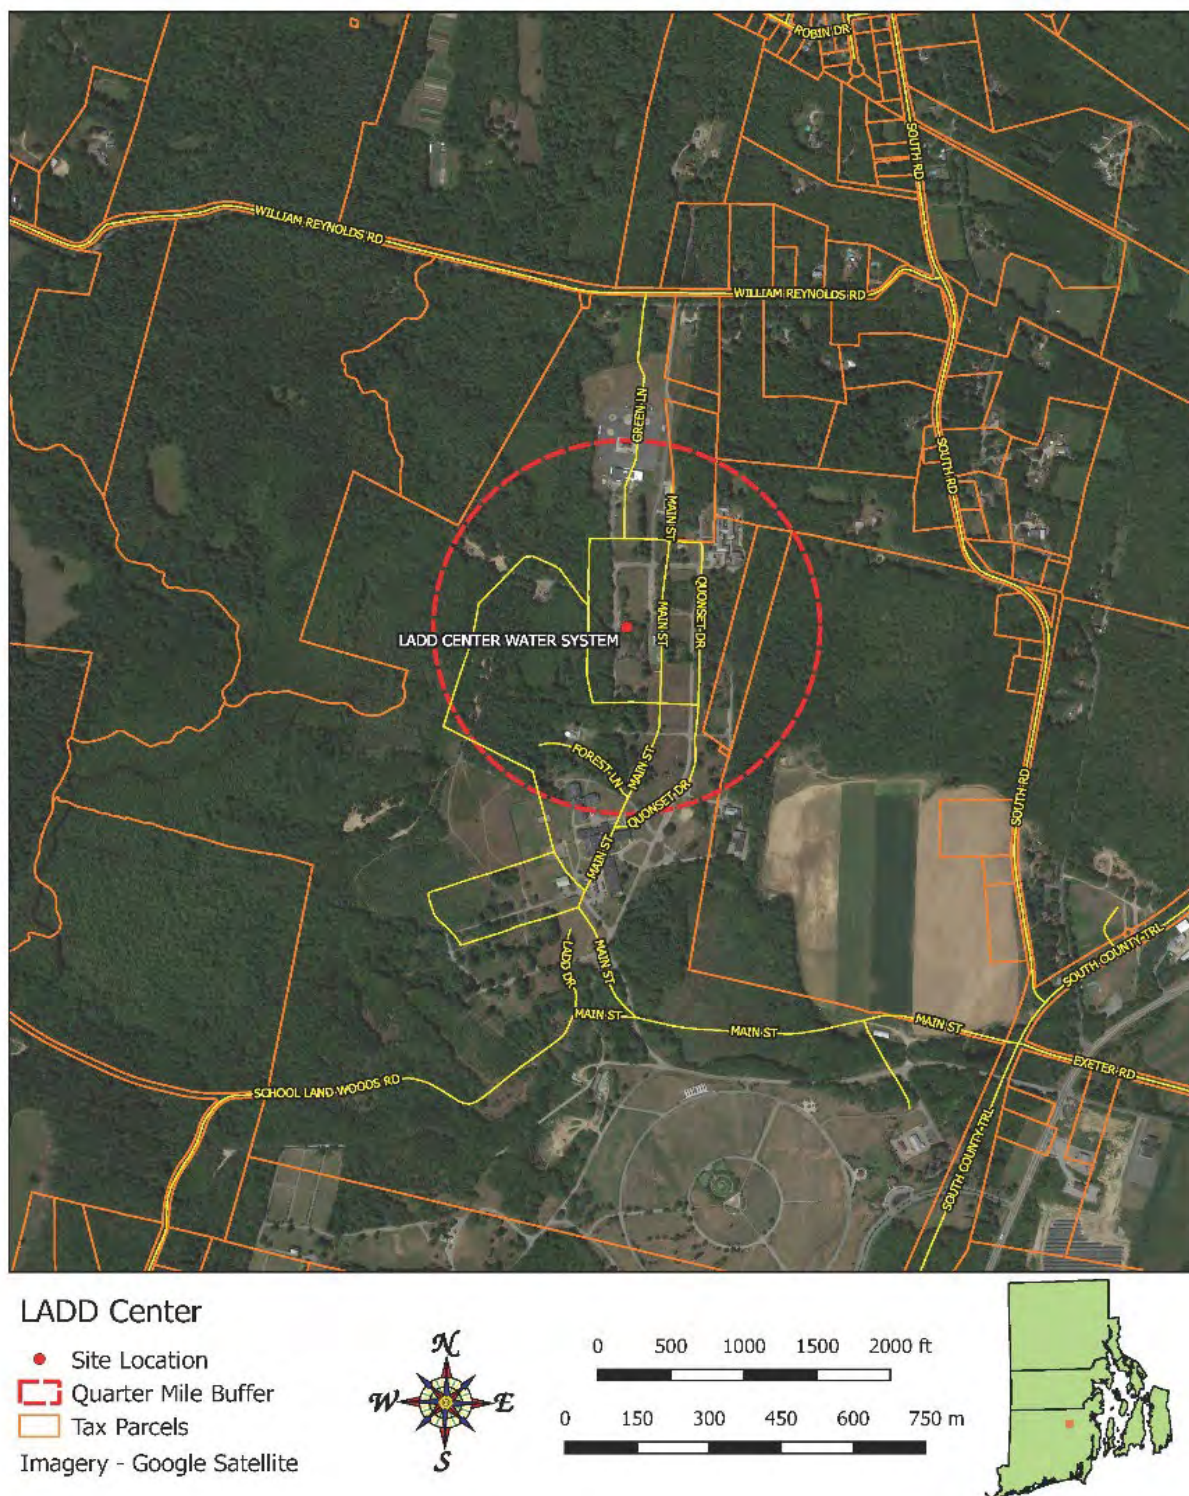 ROBIN DR
SOUTH RD
WILLIAM REYNOLDS RD
WILLIAM REYNOLDS RD
GREEN LN
SOUTH RD
MAIN ST
QUONSET DR
MAIN ST
LADD CENTER WATER SYSTEM
FOREST LN
MAIN ST
QUONSET DR
SOUTH RD
MAIN ST
SOUTH COUNTY TRL
LADD DR
MAIN ST
MAIN ST
MAIN ST
MAIN ST
EXETER RD
SCHOOL LAND WOODS RD
SOUTH COUNTY TRL
LADD Center
Site Location
Quarter Mile Buffer
Tax Parcels
Imagery - Google Satellite
N
W E
S
0 500 1000 1500 2000 ft
0 150 300 450 600 750 m